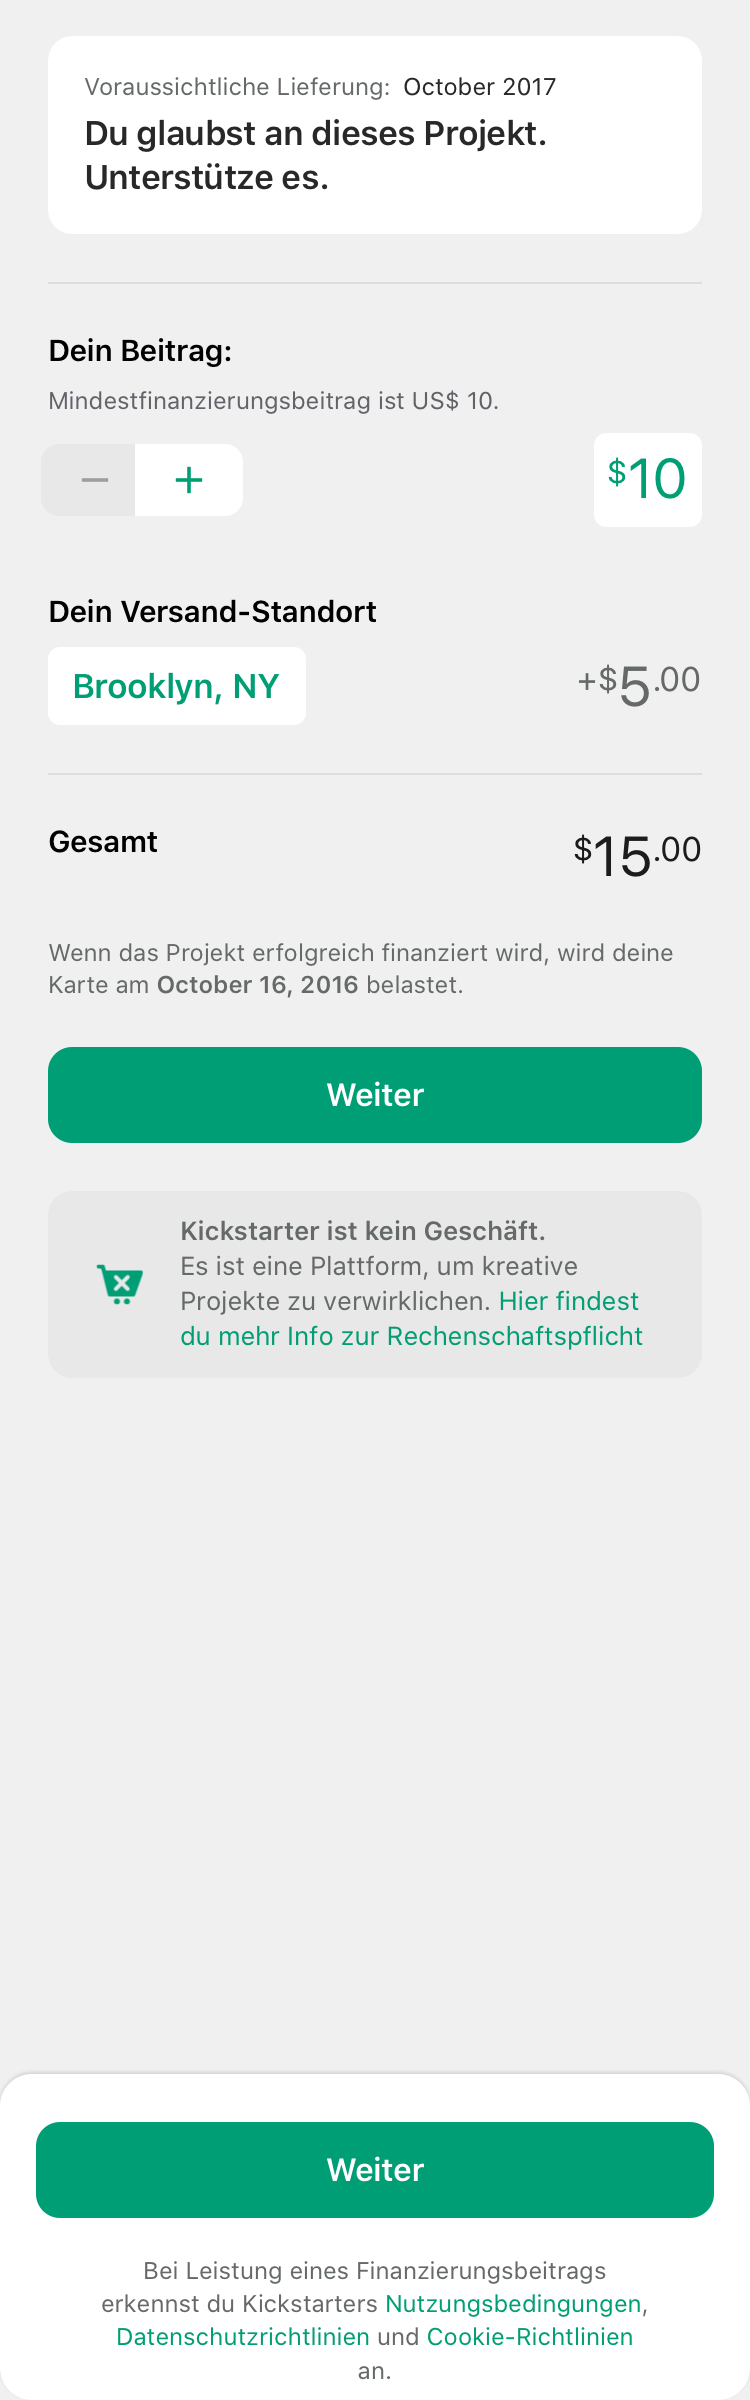 Voraussichtliche Lieferung: October 2017
Du glaubst an dieses Projekt.
Unterstütze es.
Dein Beitrag:
Mindestfinanzierungsbeitrag ist US$ 10.
− +
$10
Dein Versand-Standort
Brooklyn, NY
+$5.00
Gesamt
$15.00
Wenn das Projekt erfolgreich finanziert wird, wird deine
Karte am October 16, 2016 belastet.
Weiter
Kickstarter ist kein Geschäft.
Es ist eine Plattform, um kreative
Projekte zu verwirklichen. Hier findest
du mehr Info zur Rechenschaftspflicht
Weiter
Bei Leistung eines Finanzierungsbeitrags
erkennst du Kickstarters Nutzungsbedingungen,
Datenschutzrichtlinien und Cookie-Richtlinien
an.